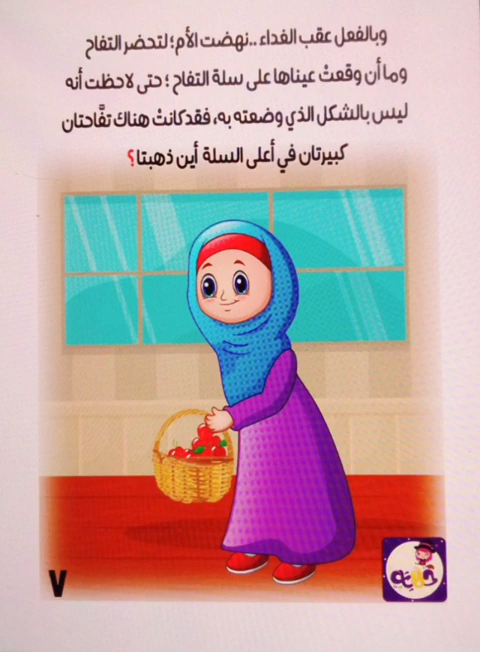 وبالفعل عقب الغداء ..نهضت الأم؛ لتحضر التفاح
وما أن وقعتْ عيناها على سلة التفاح ؛ حتى لاحظت أنه
ليس بالشكل الذي وضعته به، فقد كانتْ هناك تفَّاحتان
كبيرتان في أعلى السلة أين ذهبتا؟
٧